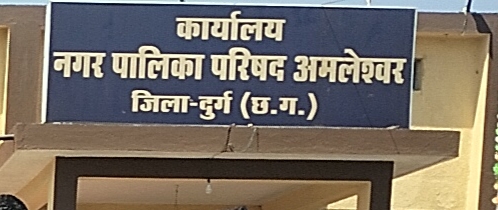 कार्यालय
नगर पालिका परिषद अमलेश्वर
जिला-दुर्ग (छ.ग.)